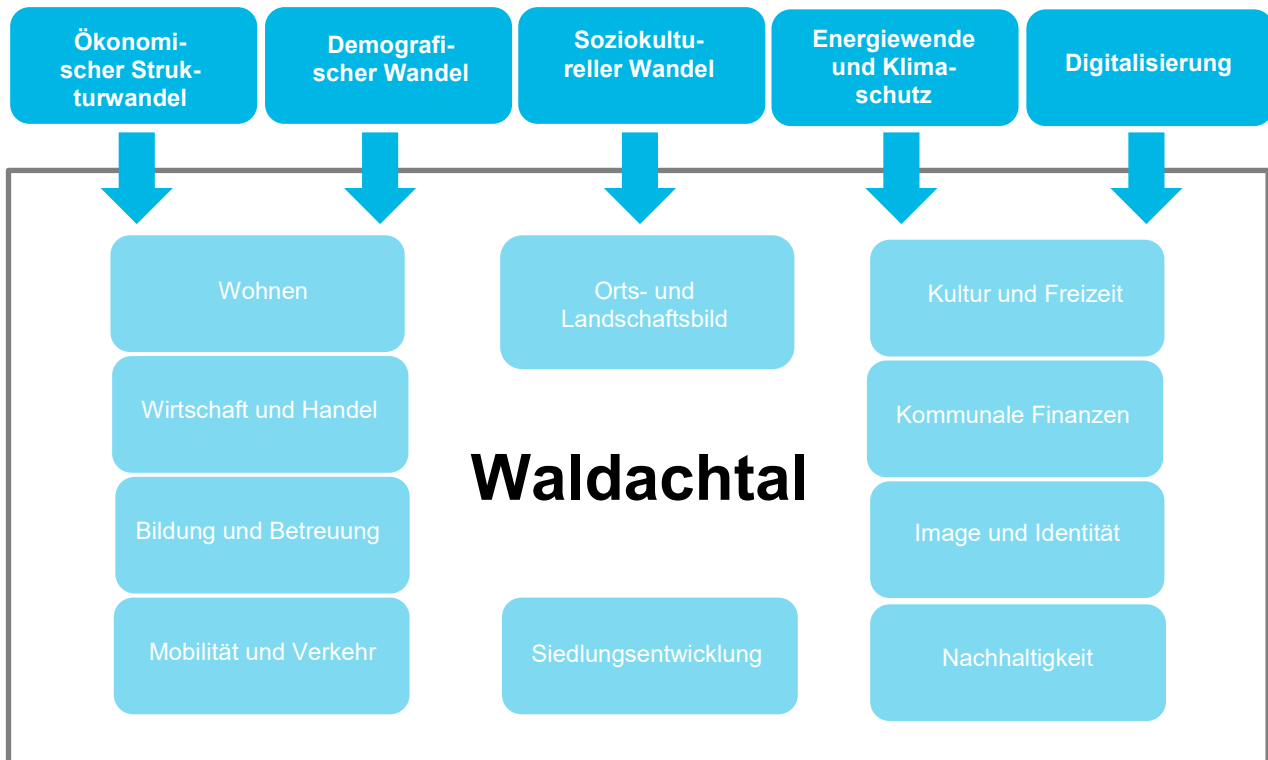 Ökonomi-
scher Struk-
turwandel
Demografi-
scher Wandel
Soziokultu-
reller Wandel
Energiewende
und Klima-
schutz
Digitalisierung
Wohnen
Orts- und
Landschaftsbild
Kultur und Freizeit
Wirtschaft und Handel
Kommunale Finanzen
Waldachtal
Bildung und Betreuung
Image und Identität
Mobilität und Verkehr
Siedlungsentwicklung
Nachhaltigkeit